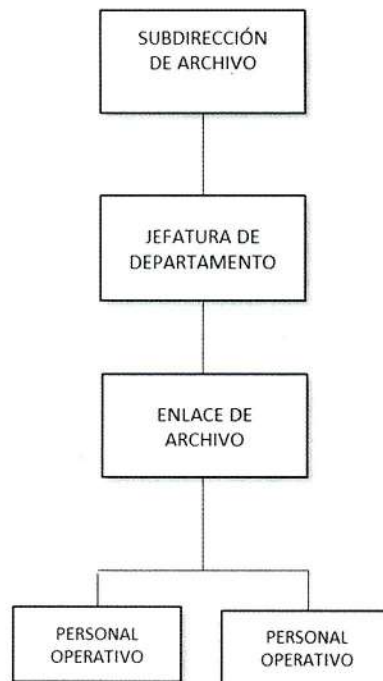 SUBDIRECCIÓN
DE ARCHIVO
JEFATURA DE
DEPARTAMENTO
ENLACE DE
ARCHIVO
PERSONAL
OPERATIVO
PERSONAL
OPERATIVO